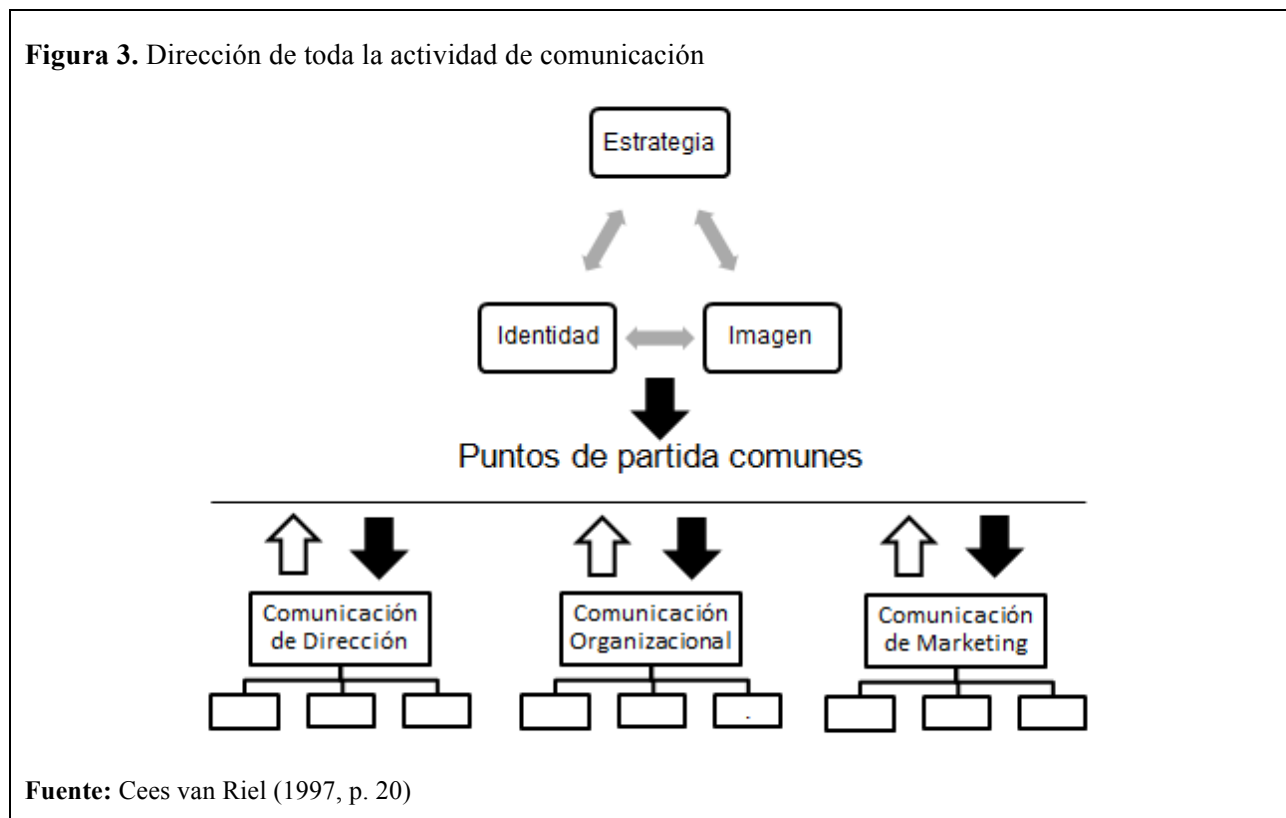 Figura 3. Dirección de toda la actividad de comunicación
Estrategia
Identidad
Imagen
Puntos de partida comunes
Comunicación
de Dirección
Comunicación
Organizacional
Comunicación
de Marketing
.
Fuente: Cees van Riel (1997, p. 20)